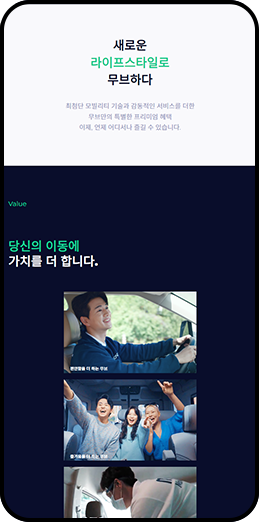 새로운
라이프스타일로
무브하다
최첨단 모빌리티 기술과 감동적인 서비스를 더한
무브만의 특별한 프리미엄 혜택
이제, 언제 어디서나 즐길 수 있습니다.
Value
당신의 이동에
가치를 더 합니다.
편안함을 더 하는 무브
즐거움을 더 하는 무브